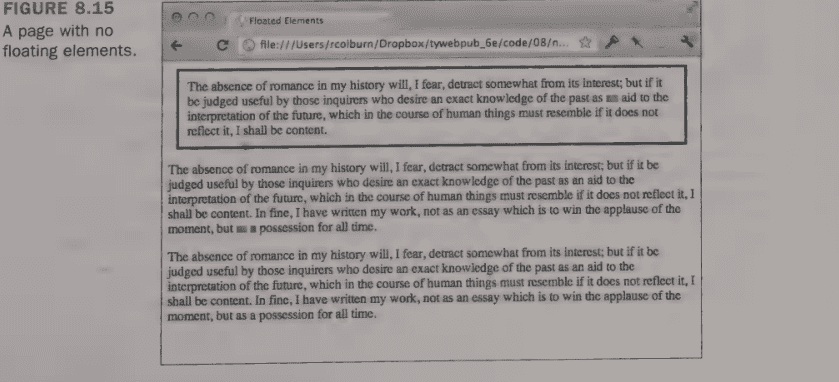 FIGURE 8.15
A page with no
floating elements.
Floated Elements
file:///Users/rcolburn/Dropbox/tywebpub_6e/code/08/n...
The absence of romance in my history will, I fear, detract somewhat from its interest; but if it
be judged useful by those inquirers who desire an exact knowledge of the past as aid to the
interpretation of the future, which in the course of human things must resemble if it does not
reflect it, I shall be content.
The absence of romance in my history will, I fear, detract somewhat from its interest; but if it be
judged useful by those inquirers who desire an exact knowledge of the past as an aid to the
interpretation of the future, which in the course of human things must resemble if it does not reflect it, I
shall be content. In fine, I have written my work, not as an essay which is to win the applause of the
moment, but possession for all time.
The absence of romance in my history will, I fear, detract somewhat from its interest; but if it be
judged useful by those inquirers who desire an exact knowledge of the past as an aid to the
interpretation of the future, which in the course of human things must resemble if it does not reflect it, I
shall be content. In fine, I have written my work, not as an essay which is to win the applause of the
moment, but as a possession for all time.